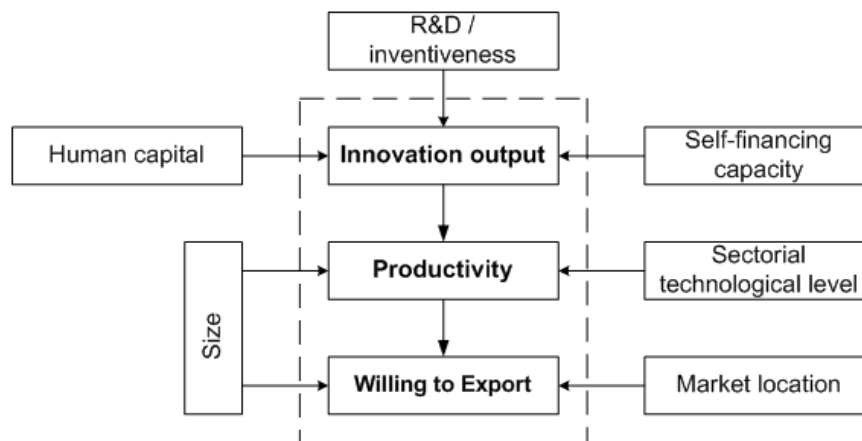 R&D /
inventiveness
Human capital
Innovation output
Self-financing
capacity
Size
Productivity
Sectorial
technological level
Willing to Export
Market location